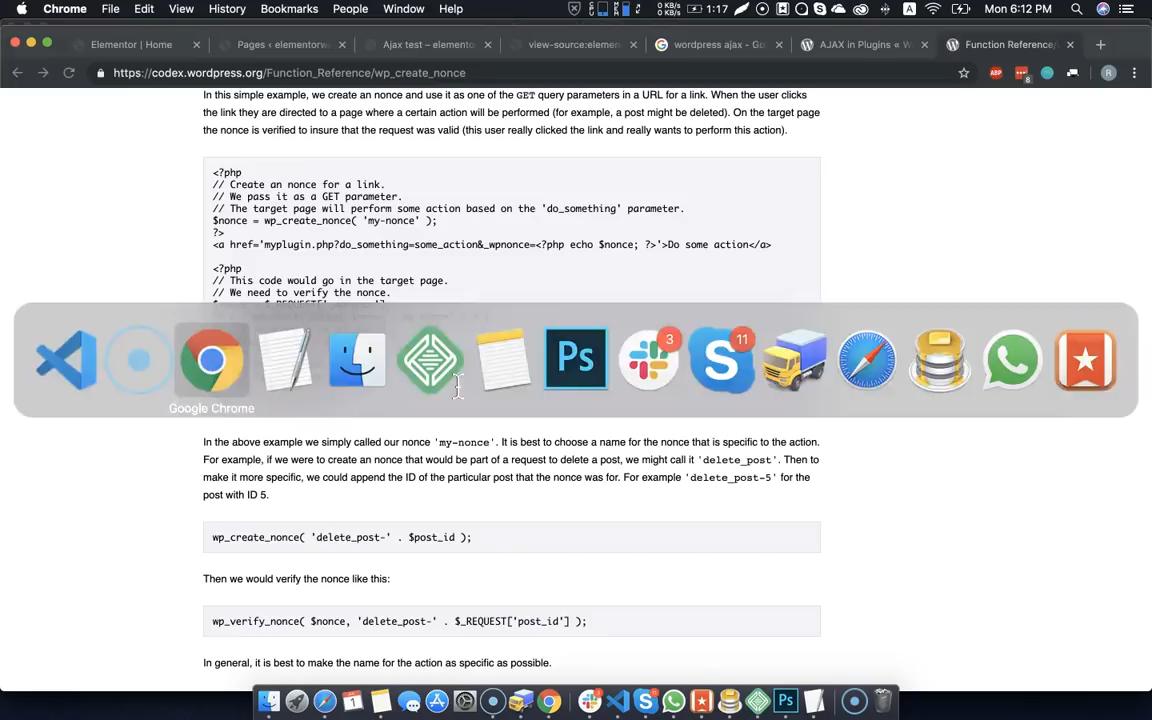 Chrome File Edit View History Bookmarks People Window Help
0 KB/s
0 KB/s
1:17
A
Mon 6:12 PM
Elementor | Home
Pages ‹ elementorw
Ajax test – elemento
view-source:elemen
wordpress ajax - Go
AJAX in Plugins « W
Function Reference/
https://codex.wordpress.org/Function_Reference/wp_create_nonce
ABP
8
R
In this simple example, we create an nonce and use it as one of the GET query parameters in a URL for a link. When the user clicks
the link they are directed to a page where a certain action will be performed (for example, a post might be deleted). On the target page
the nonce is verified to insure that the request was valid (this user really clicked the link and really wants to perform this action).
<?php
// Create an nonce for a link.
// We pass it as a GET parameter.
// The target page will perform some action based on the 'do_something' parameter.
$nonce = wp_create_nonce( 'my-nonce' );
?>
<a href='myplugin.php?do_something=some_action&_wpnonce=<?php echo $nonce; ?>'>Do some action</a>
<?php
// This code would go in the target page.
// We need to verify the nonce.
Ps
3
S
11
Google Chrome
In the above example we simply called our nonce 'my-nonce'. It is best to choose a name for the nonce that is specific to the action.
For example, if we were to create an nonce that would be part of a request to delete a post, we might call it 'delete_post'. Then to
make it more specific, we could append the ID of the particular post that the nonce was for. For example 'delete_post-5' for the
post with ID 5.
wp_create_nonce( 'delete_post-' . $post_id );
Then we would verify the nonce like this:
wp_verify_nonce( $nonce, 'delete_post-' . $_REQUEST['post_id'] );
In general, it is best to make the name for the action as specific as possible.
1
S
Ps